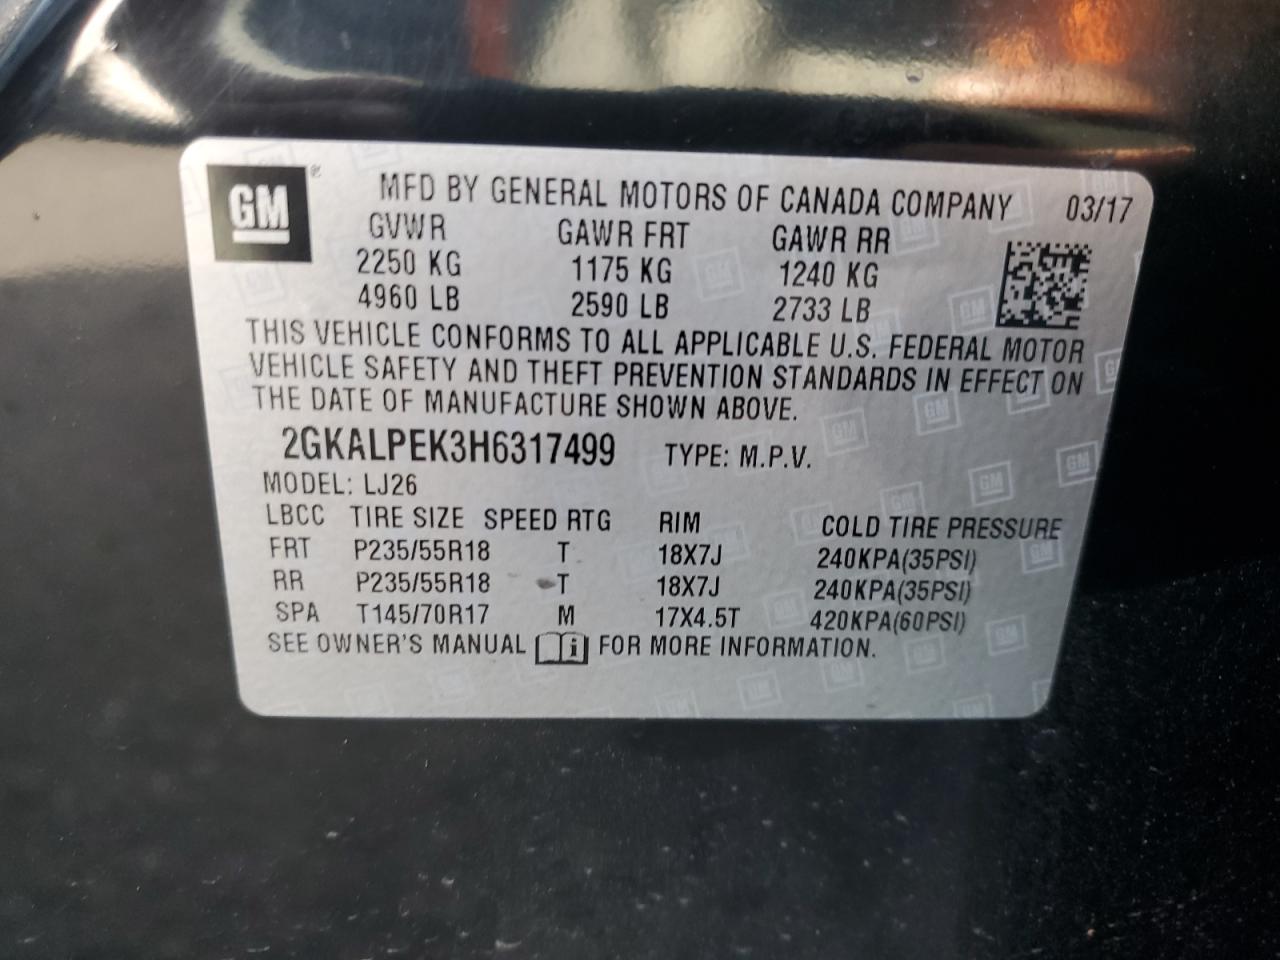 GM ® MFD BY GENERAL MOTORS OF CANADA COMPANY 03/17
GVWR GAWR FRT GAWR RR
2250 KG 1175 KG 1240 KG
4960 LB 2590 LB 2733 LB
THIS VEHICLE CONFORMS TO ALL APPLICABLE U.S. FEDERAL MOTOR
VEHICLE SAFETY AND THEFT PREVENTION STANDARDS IN EFFECT ON
THE DATE OF MANUFACTURE SHOWN ABOVE.
2GKALPEK3H6317499 TYPE: M.P.V.
MODEL: LJ26
LBCC TIRE SIZE SPEED RTG RIM COLD TIRE PRESSURE
FRT P235/55R18 T 18X7J 240KPA(35PSI)
RR P235/55R18 T 18X7J 240KPA(35PSI)
SPA T145/70R17 M 17X4.5T 420KPA(60PSI)
SEE OWNER'S MANUAL i FOR MORE INFORMATION.